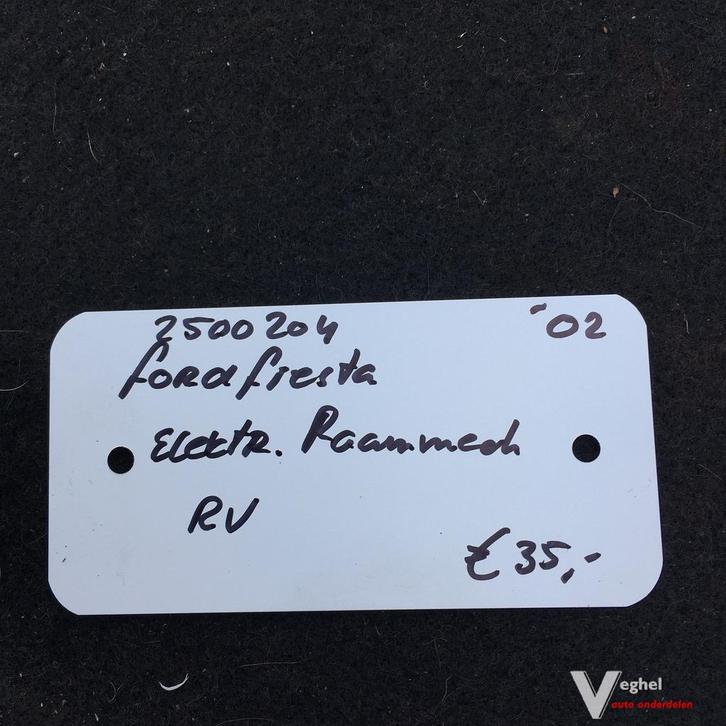 2500204 '02
ford fiesta
Elektr. Raammech
RV
€ 35,-
Veghel
auto onderdelen